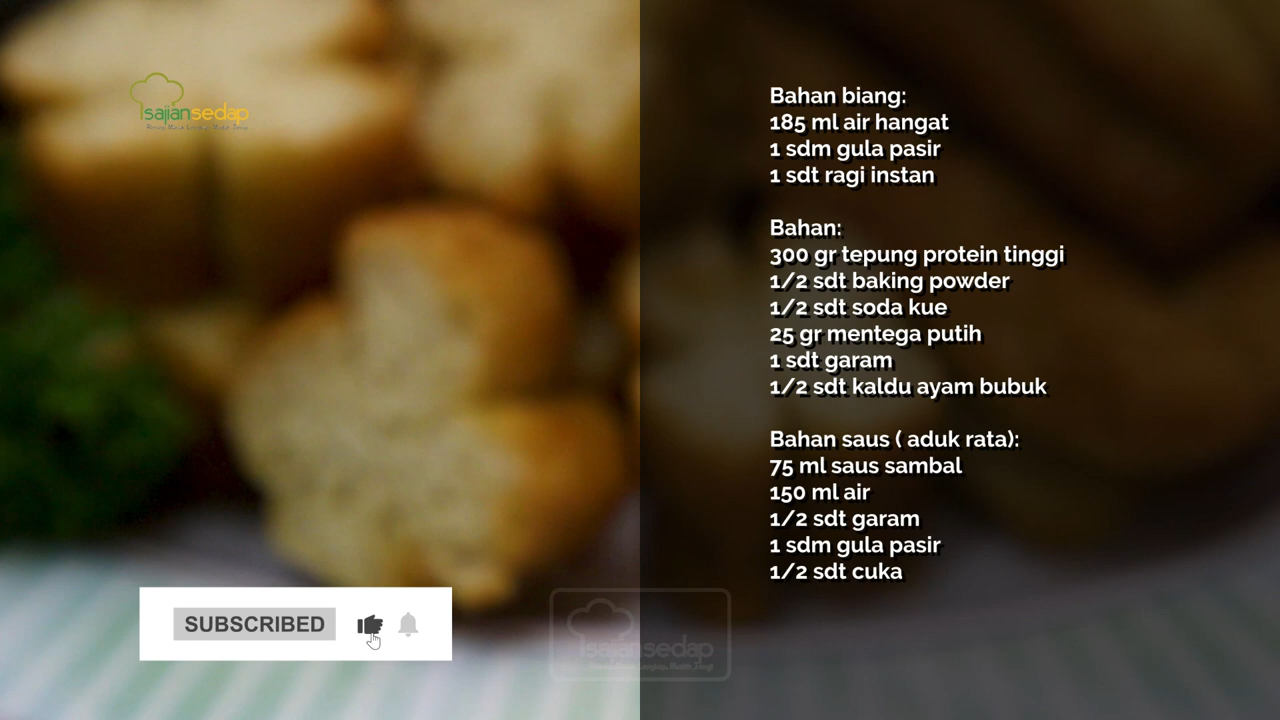 sajiansedap
Bahan biang:
185 ml air hangat
1 sdm gula pasir
1 sdt ragi instan
Bahan:
300 gr tepung protein tinggi
1/2 sdt baking powder
1/2 sdt soda kue
25 gr mentega putih
1 sdt garam
1/2 sdt kaldu ayam bubuk
Bahan saus ( aduk rata):
75 ml saus sambal
150 ml air
1/2 sdt garam
1 sdm gula pasir
1/2 sdt cuka
SUBSCRIBED
sajiansedap